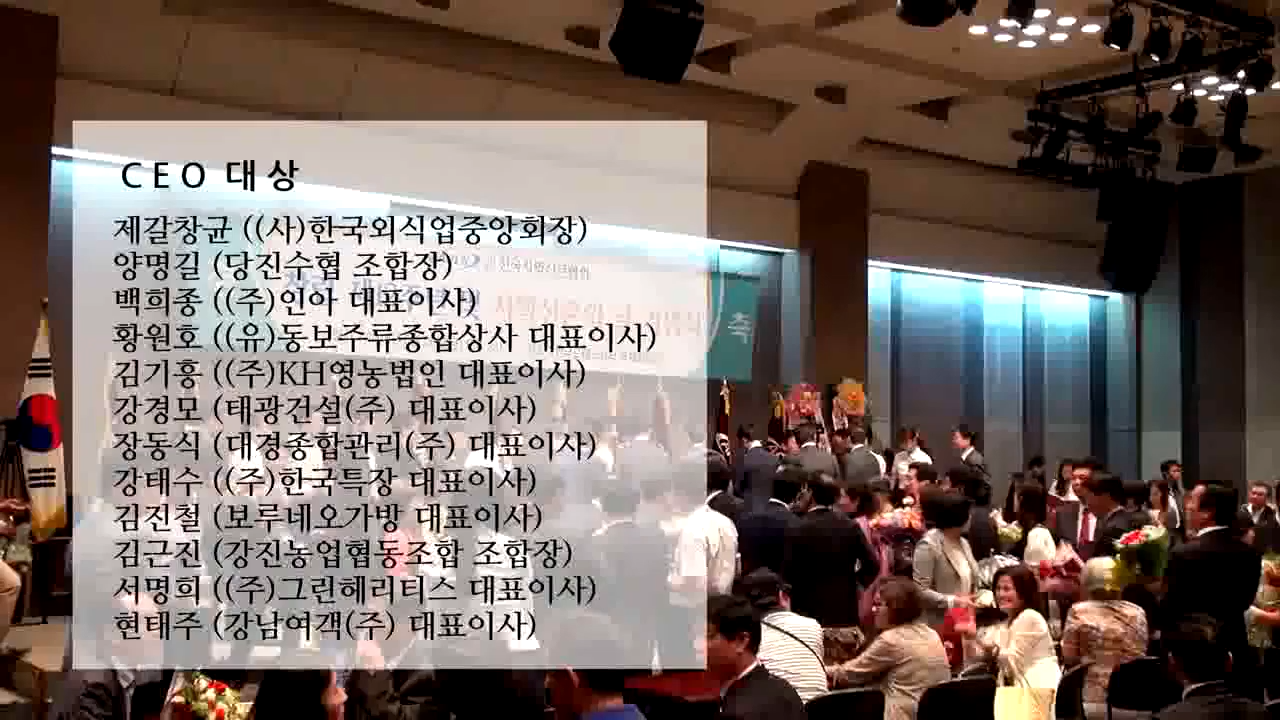 CEO 대상
제갈창균 ((사)한국외식업중앙회장)
양명길 (당진수협 조합장)
백희종 ((주)인아 대표이사)
황원호 ((유)동보주류종합상사 대표이사)
김기흥 ((주)KH영농법인 대표이사)
강경모 (태광건설(주) 대표이사)
장동식 (대경종합관리(주) 대표이사)
강태수 ((주)한국특장 대표이사)
김진철 (보루네오가방 대표이사)
김근진 (강진농업협동조합 조합장)
서명희 ((주)그린헤리티스 대표이사)
현태주 (강남여객(주) 대표이사)
축